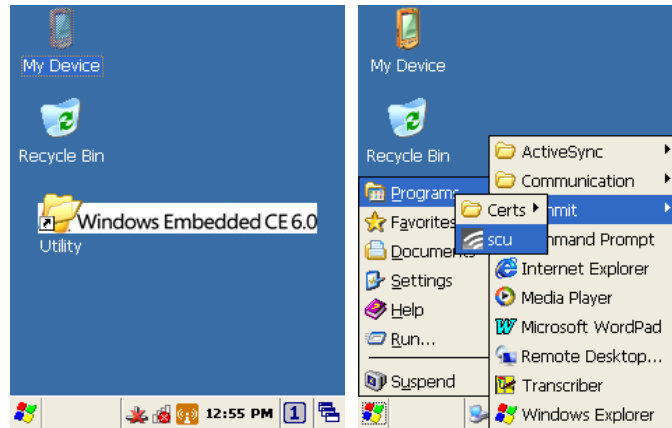 My Device
Recycle Bin
Windows Embedded CE 6.0
Utility
12:55 PM
1
My Device
Recycle Bin
Programs
Favorites
Documents
Settings
Help
Run...
Suspend
Certs
scu
ActiveSync
Communication
mmit
mmand Prompt
Internet Explorer
Media Player
Microsoft WordPad
Remote Desktop...
Transcriber
Windows Explorer